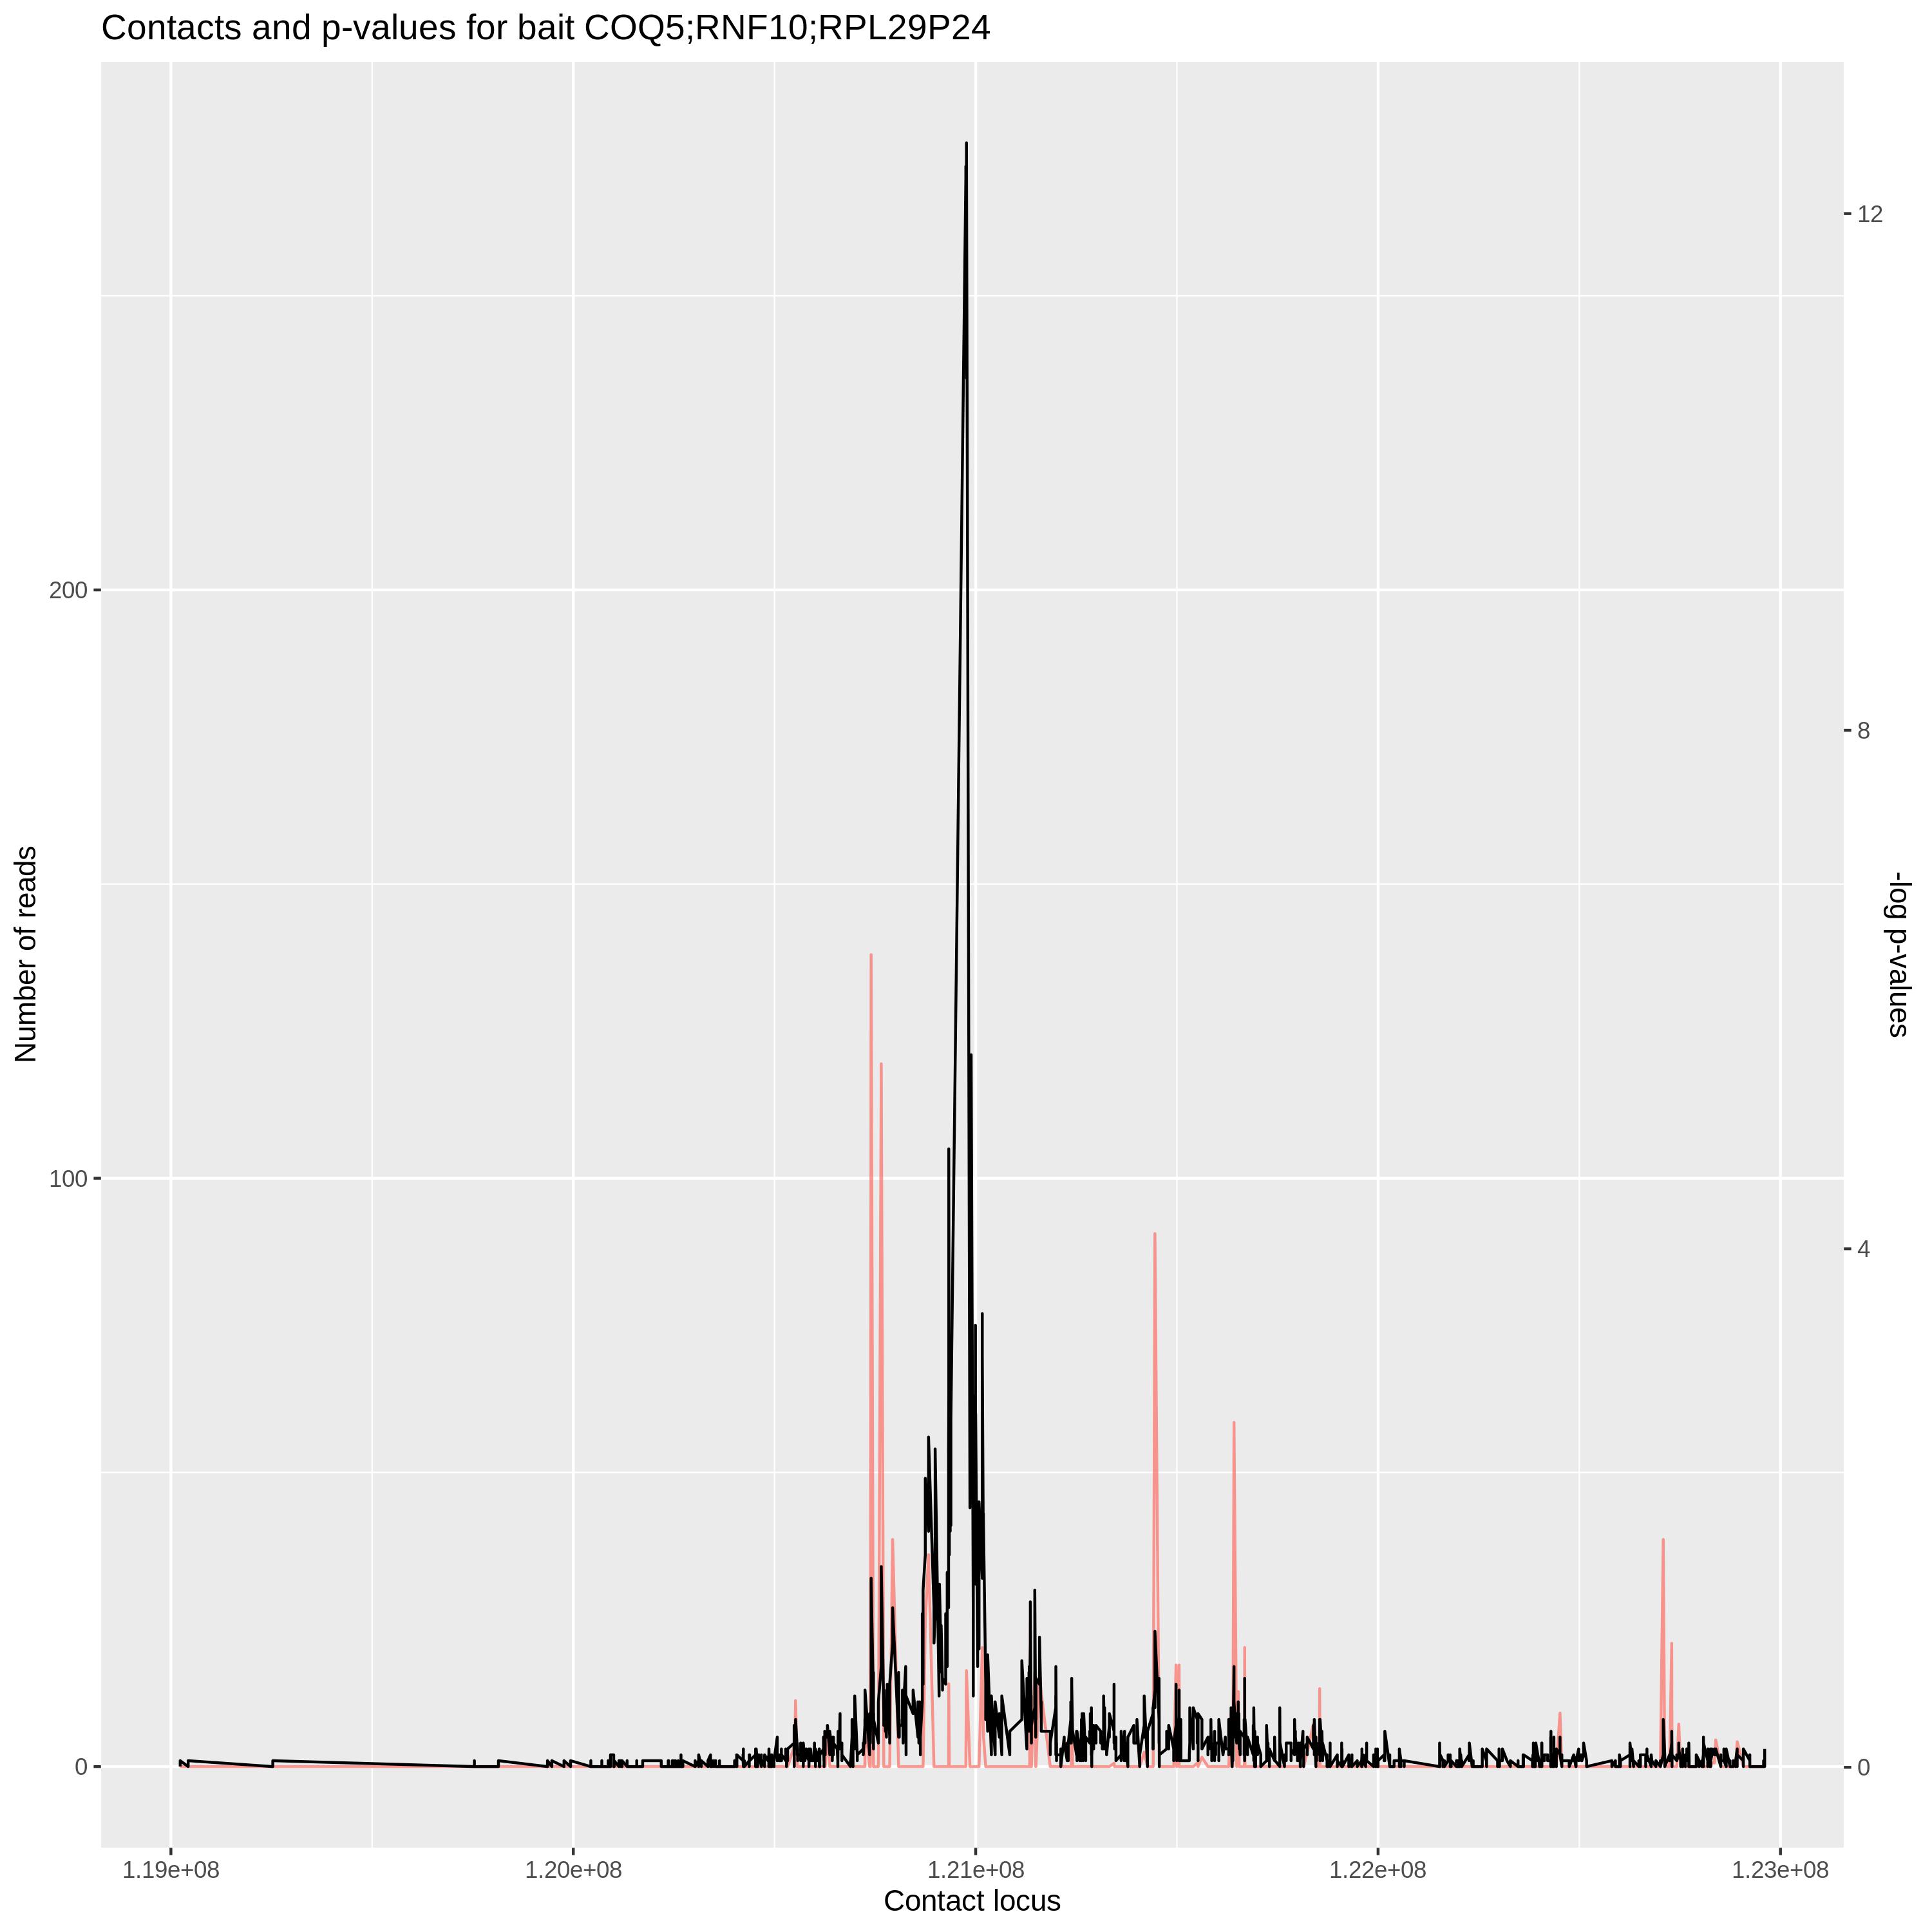 Contacts and p-values for bait COQ5;RNF10;RPL29P24
Number of reads
200
100
0
12
8
4
0
-log p-values
1.19e+08 1.20e+08 1.21e+08 1.22e+08 1.23e+08
Contact locus